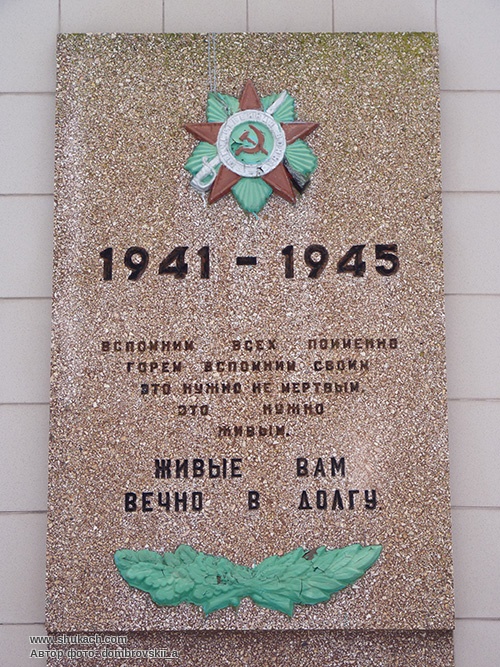 1941 - 1945
ВСПОМНИМ ВСЕХ ПОИМЕННО
ГОРЕМ ВСПОМНИМ СВОИМ
ЭТО НУЖНО НЕ МЕРТВЫМ,
ЭТО НУЖНО
ЖИВЫМ.
ЖИВЫЕ ВАМ
ВЕЧНО В ДОЛГУ.
www.shukach.com
Автор фото: dombrovskii_a